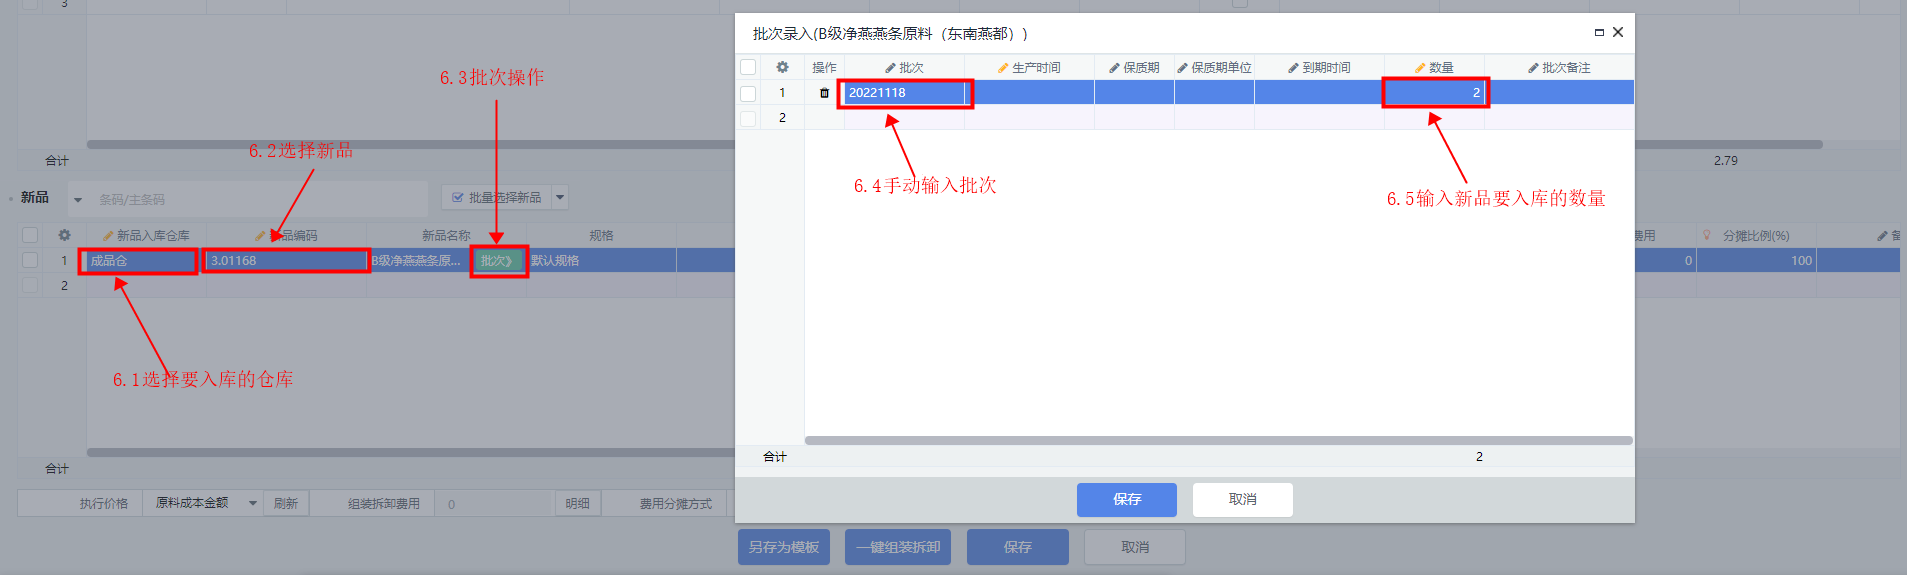 3
批次录入(B级净燕燕条原料（东南燕都）)
操作 批次 生产时间 保质期 保质期单位 到期时间 数量 批次备注
1 20221118 2
2
6.3批次操作
6.2选择新品
合计 2.79
6.4手动输入批次
6.5输入新品要入库的数量
新品 条码/主条码 批量选择新品
新品入库仓库 品编码 新品名称 规格 费用 分摊比例(%) 备
1 成品仓 3.01168 B级净燕燕条原... 批次》 默认规格 0 100
2
6.1选择要入库的仓库
合计 2
合计
保存 取消
执行价格 原料成本金额 刷新 组装拆卸费用 0 明细 费用分摊方式
另存为模板 一键组装拆卸 保存 取消